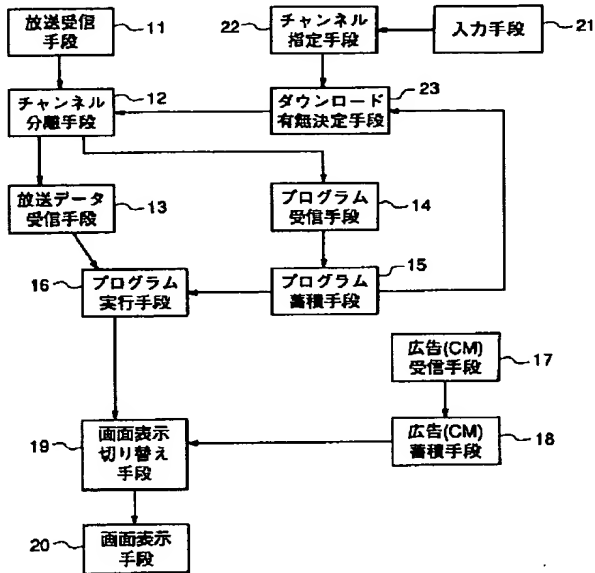 放送受信
手段
11
22
チャンネル
指定手段
入力手段
21
チャンネル
分離手段
12
ダウンロード
有無決定手段
23
放送データ
受信手段
13
プログラム
受信手段
14
16
プログラム
実行手段
プログラム
蓄積手段
15
広告(CM)
受信手段
17
19
画面表示
切り替え
手段
広告(CM)
蓄積手段
18
20
画面表示
手段